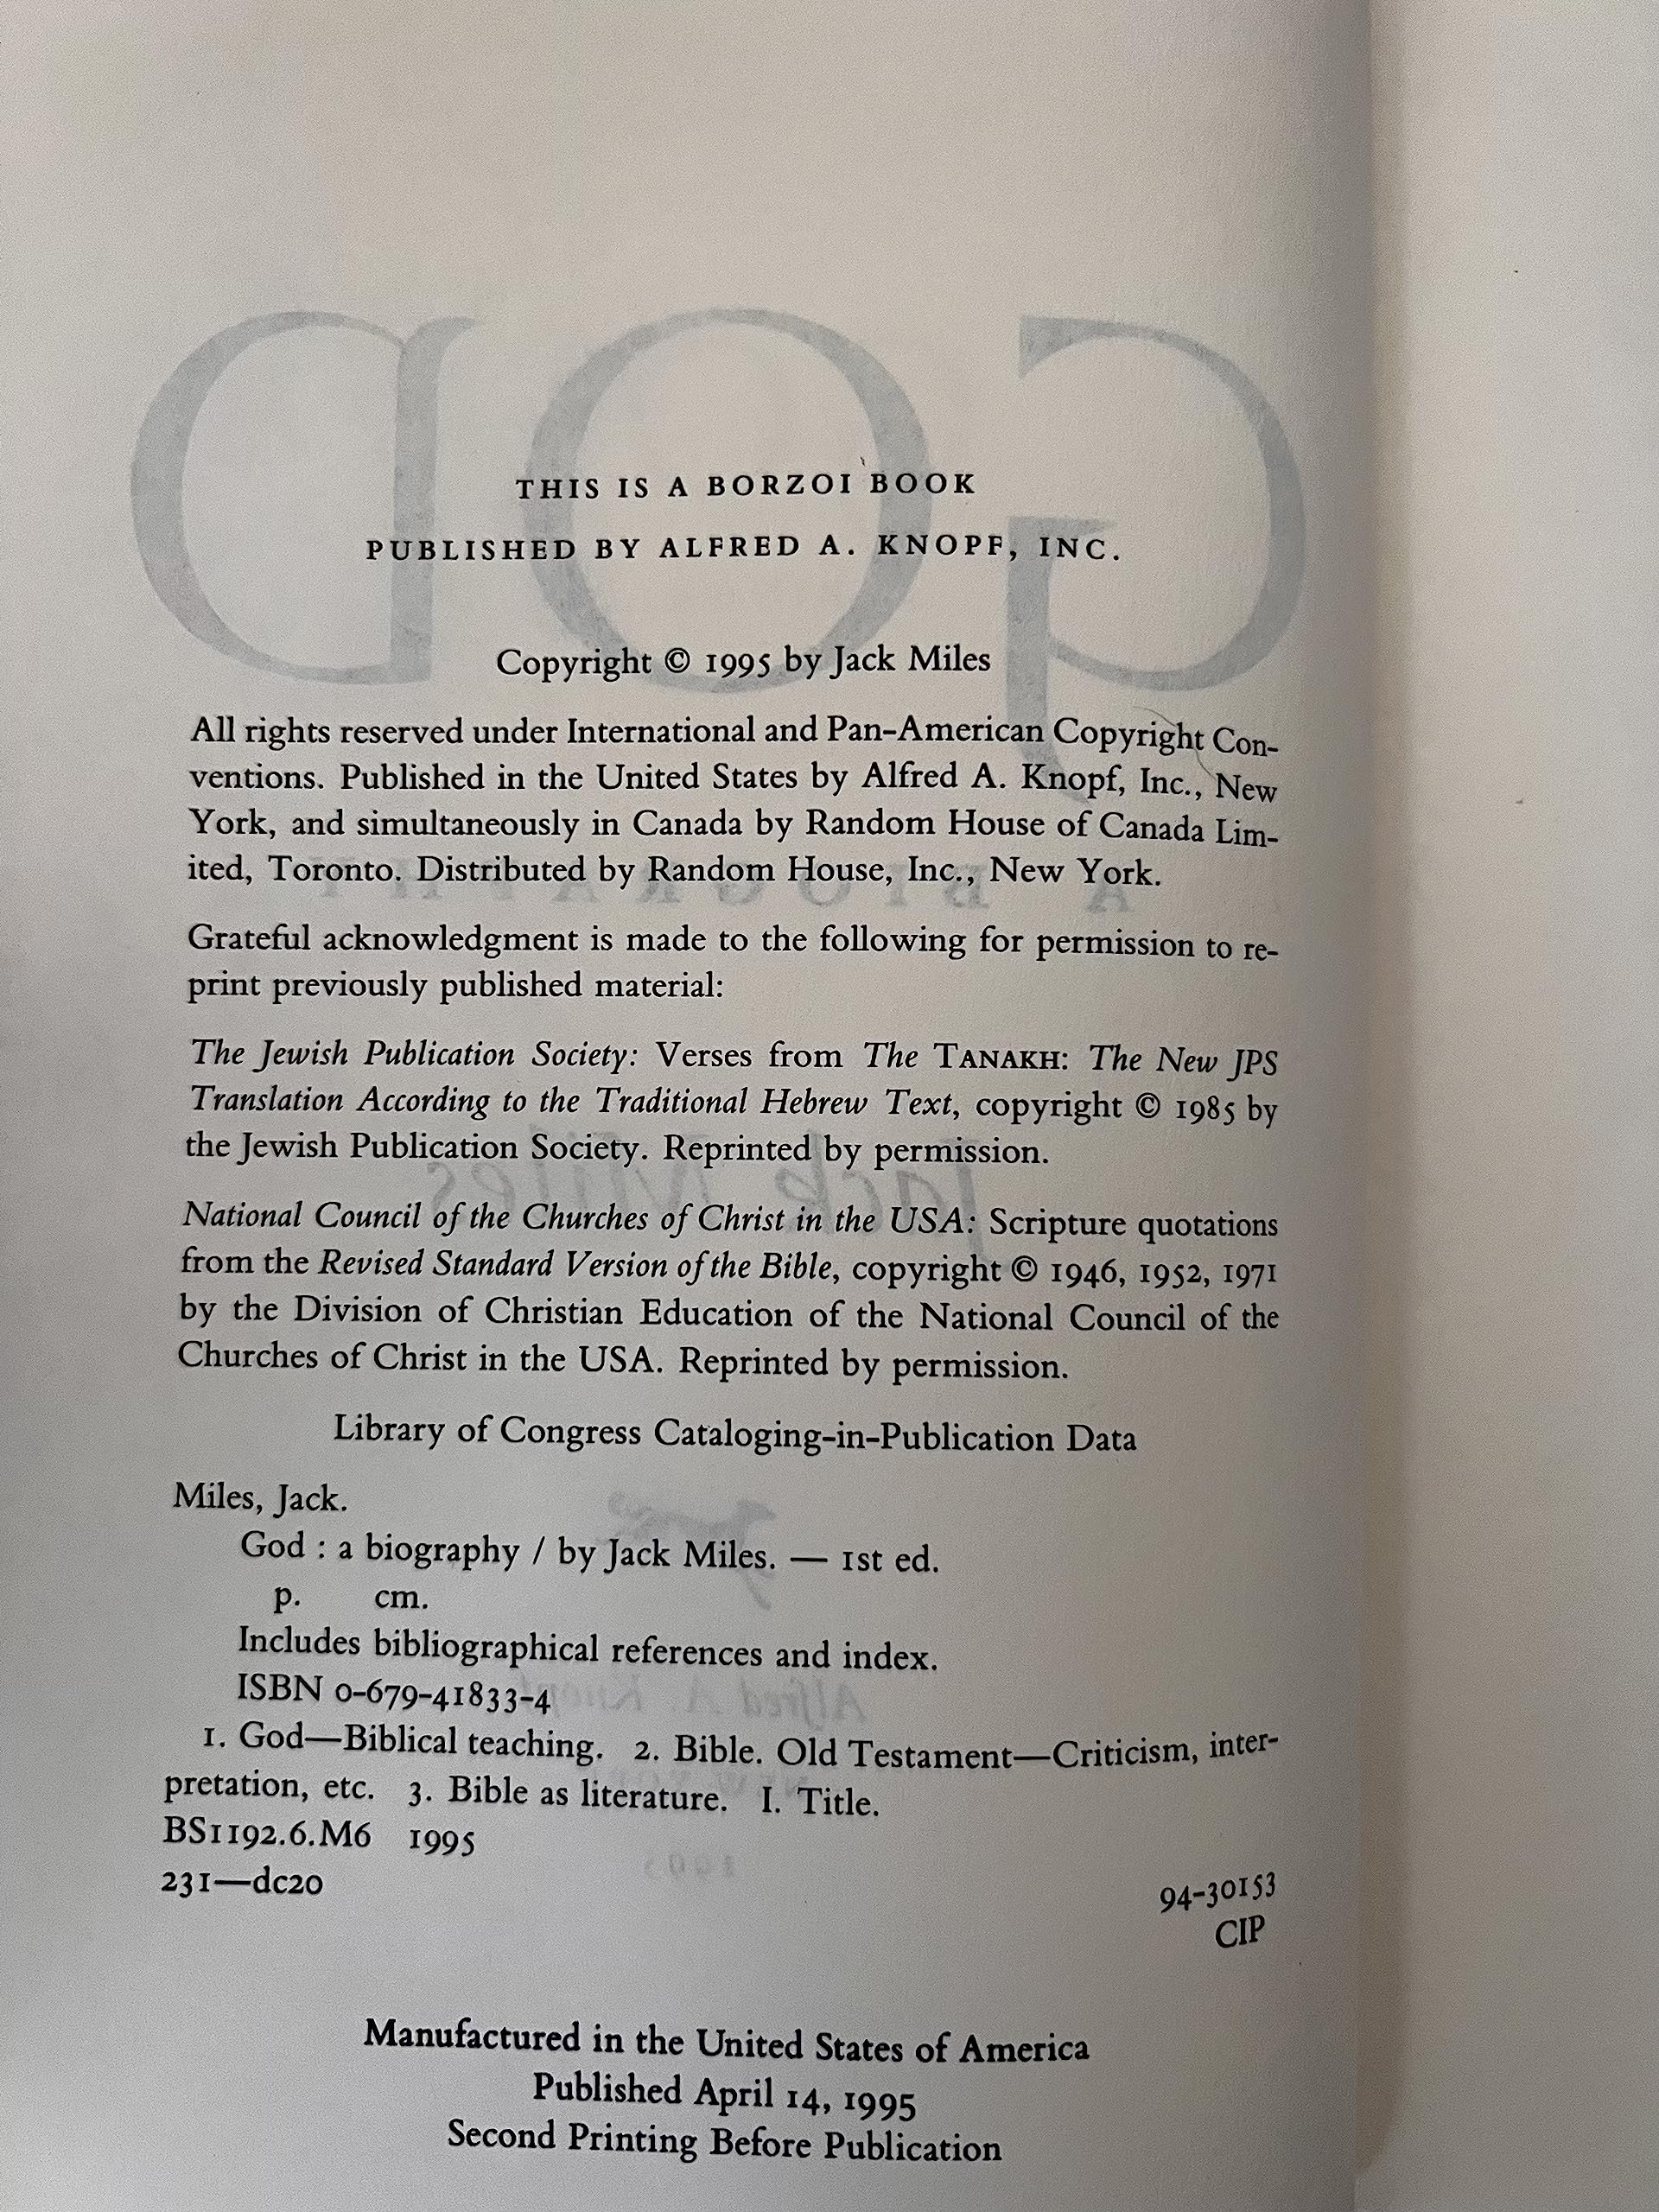 THIS IS A BORZOI BOOK
PUBLISHED BY ALFRED A. KNOPF, INC.
Copyright © 1995 by Jack Miles
All rights reserved under International and Pan-American Copyright Con-
ventions. Published in the United States by Alfred A. Knopf, Inc., New
York, and simultaneously in Canada by Random House of Canada Lim-
ited, Toronto. Distributed by Random House, Inc., New York.
Grateful acknowledgment is made to the following for permission to re-
print previously published material:
The Jewish Publication Society: Verses from The TANAKH: The New JPS
Translation According to the Traditional Hebrew Text, copyright © 1985 by
the Jewish Publication Society. Reprinted by permission.
National Council of the Churches of Christ in the USA: Scripture quotations
from the Revised Standard Version of the Bible, copyright © 1946, 1952, 1971
by the Division of Christian Education of the National Council of the
Churches of Christ in the USA. Reprinted by permission.
Library of Congress Cataloging-in-Publication Data
Miles, Jack.
God : a biography / by Jack Miles. — 1st ed.
p. cm.
Includes bibliographical references and index.
ISBN 0-679-41833-4
1. God—Biblical teaching. 2. Bible. Old Testament—Criticism, inter-
pretation, etc. 3. Bible as literature. I. Title.
BS1192.6.M6 1995
231—dc20
94-30153
CIP
Manufactured in the United States of America
Published April 14, 1995
Second Printing Before Publication
GOD
A BIOGRAPHY
Jack Miles
Alfred A. Knopf
1995